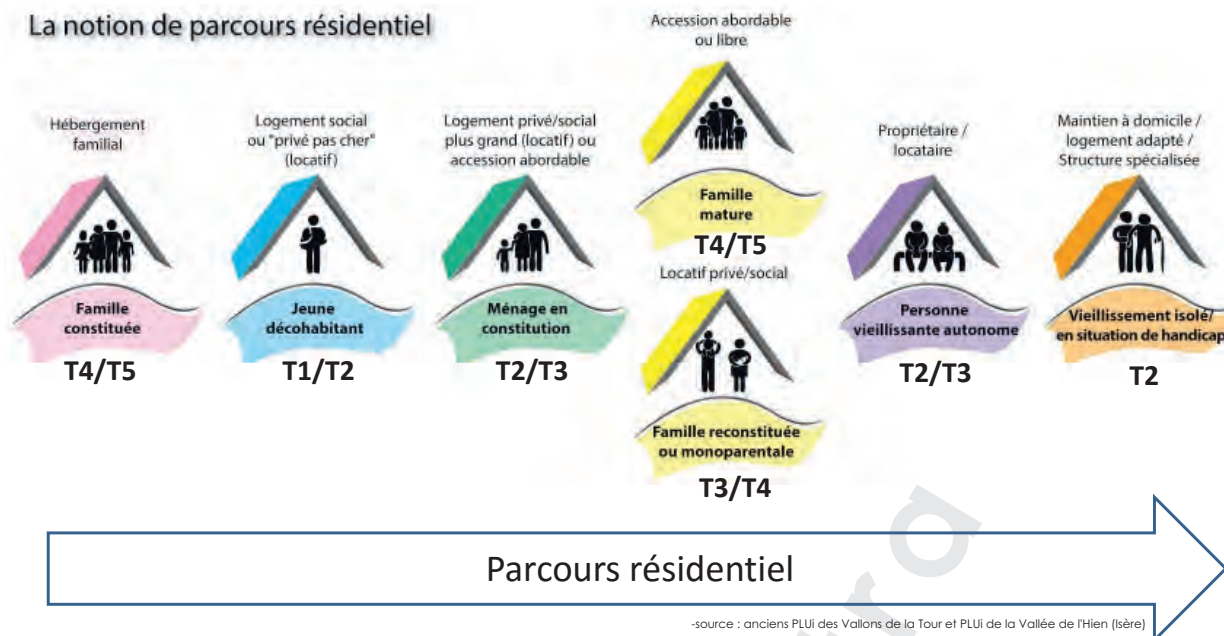 La notion de parcours résidentiel
Hébergement
familial
Famille
constituée
T4/T5
Logement social
ou "privé pas cher"
(locatif)
Jeune
décohabitant
T1/T2
Logement privé/social
plus grand (locatif) ou
accession abordable
Ménage en
constitution
T2/T3
Accession abordable
ou libre
Famille
mature
T4/T5
Locatif privé/social
Famille reconstituée
ou monoparentale
T3/T4
Propriétaire /
locataire
Personne
vieillissante autonome
T2/T3
Maintien à domicile /
logement adapté /
Structure spécialisée
Vieillissement isolé/
en situation de handicap
T2
Parcours résidentiel
-source : anciens PLUi des Vallons de la Tour et PLUi de la Vallée de l'Hien (Isère)